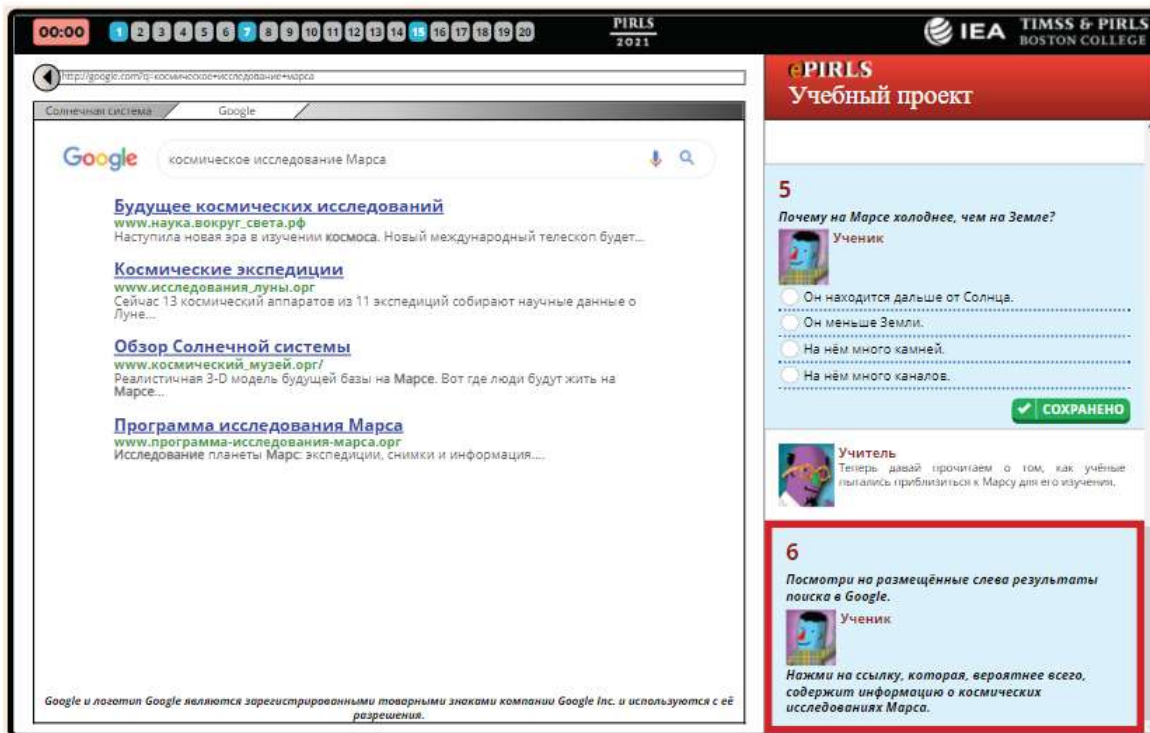 00:00 1 2 3 4 5 6 7 8 9 10 11 12 13 14 15 16 17 18 19 20
PIRLS
2021
IEA
TIMSS & PIRLS
BOSTON COLLEGE
http://google.com?q=космическое+исследование+марса
Солнечная система Google
Google космическое исследование Марса
Будущее космических исследований
www.наука.вокруг_света.рф
Наступила новая эра в изучении космоса. Новый международный телескоп будет...
Космические экспедиции
www.исследования_луны.орг
Сейчас 13 космический аппаратов из 11 экспедиций собирают научные данные о
Луне...
Обзор Солнечной системы
www.космический_музей.орг/
Реалистичная 3-D модель будущей базы на Марсе. Вот где люди будут жить на
Марсе...
Программа исследования Марса
www.программа-исследования-марса.орг
Исследование планеты Марс: экспедиции, снимки и информация....
Google и логотип Google являются зарегистрированными товарными знаками компании Google Inc. и используются с её
разрешения.
ePIRLS
Учебный проект
5
Почему на Марсе холоднее, чем на Земле?
Ученик
Он находится дальше от Солнца.
Он меньше Земли.
На нём много камней.
На нём много каналов.
СОХРАНЕНО
Учитель
Теперь давай прочитаем о том, как учёные
пытались приблизиться к Марсу для его изучения.
6
Посмотри на размещённые слева результаты
поиска в Google.
Ученик
Нажми на ссылку, которая, вероятнее всего,
содержит информацию о космических
исследованиях Марса.